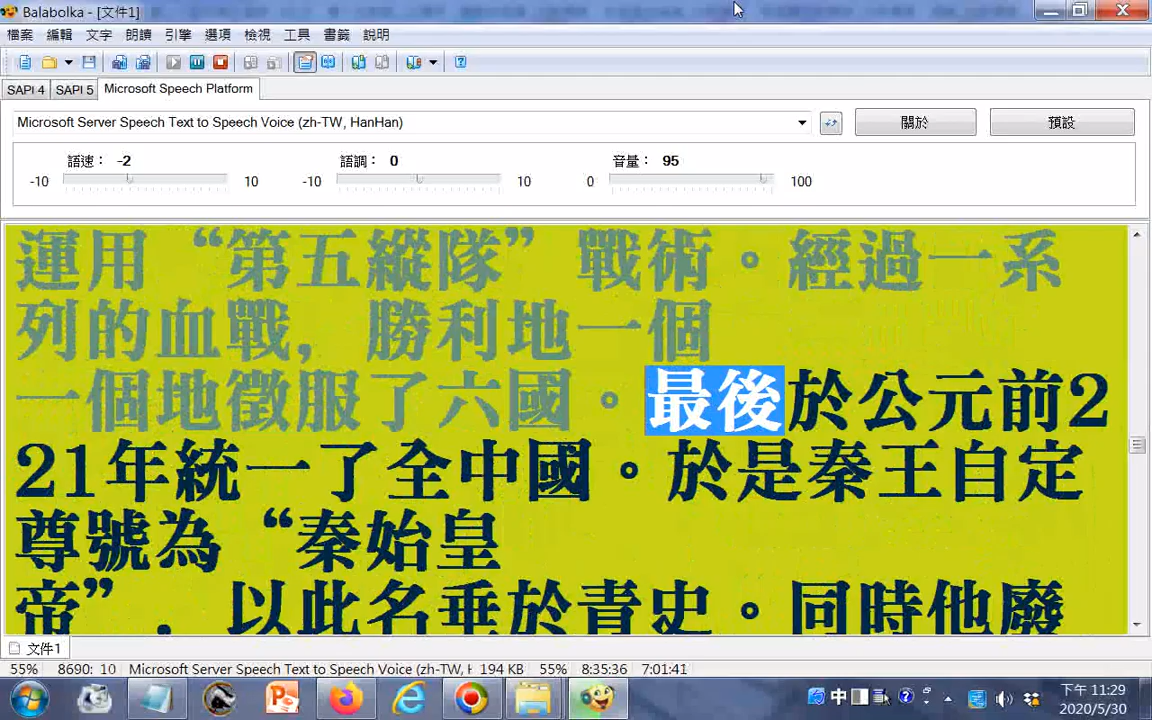 Balabolka - [文件1]
檔案 編輯 文字 朗讀 引擎 選項 檢視 工具 書籤 說明
SAPI 4 SAPI 5 Microsoft Speech Platform
Microsoft Server Speech Text to Speech Voice (zh-TW, HanHan) 關於 預設
語速： -2 語調： 0 音量： 95
-10 10 -10 10 0 100
運用“第五縱隊”戰術。經過一系
列的血戰，勝利地一個
一個地徵服了六國。最後於公元前2
21年統一了全中國。於是秦王自定
尊號為“秦始皇
帝”，以此名垂於青史。同時他廢
文件1
55% 8690: 10 Microsoft Server Speech Text to Speech Voice (zh-TW, H 194 KB 55% 8:35:36 7:01:41
中 下午 11:29
2020/5/30